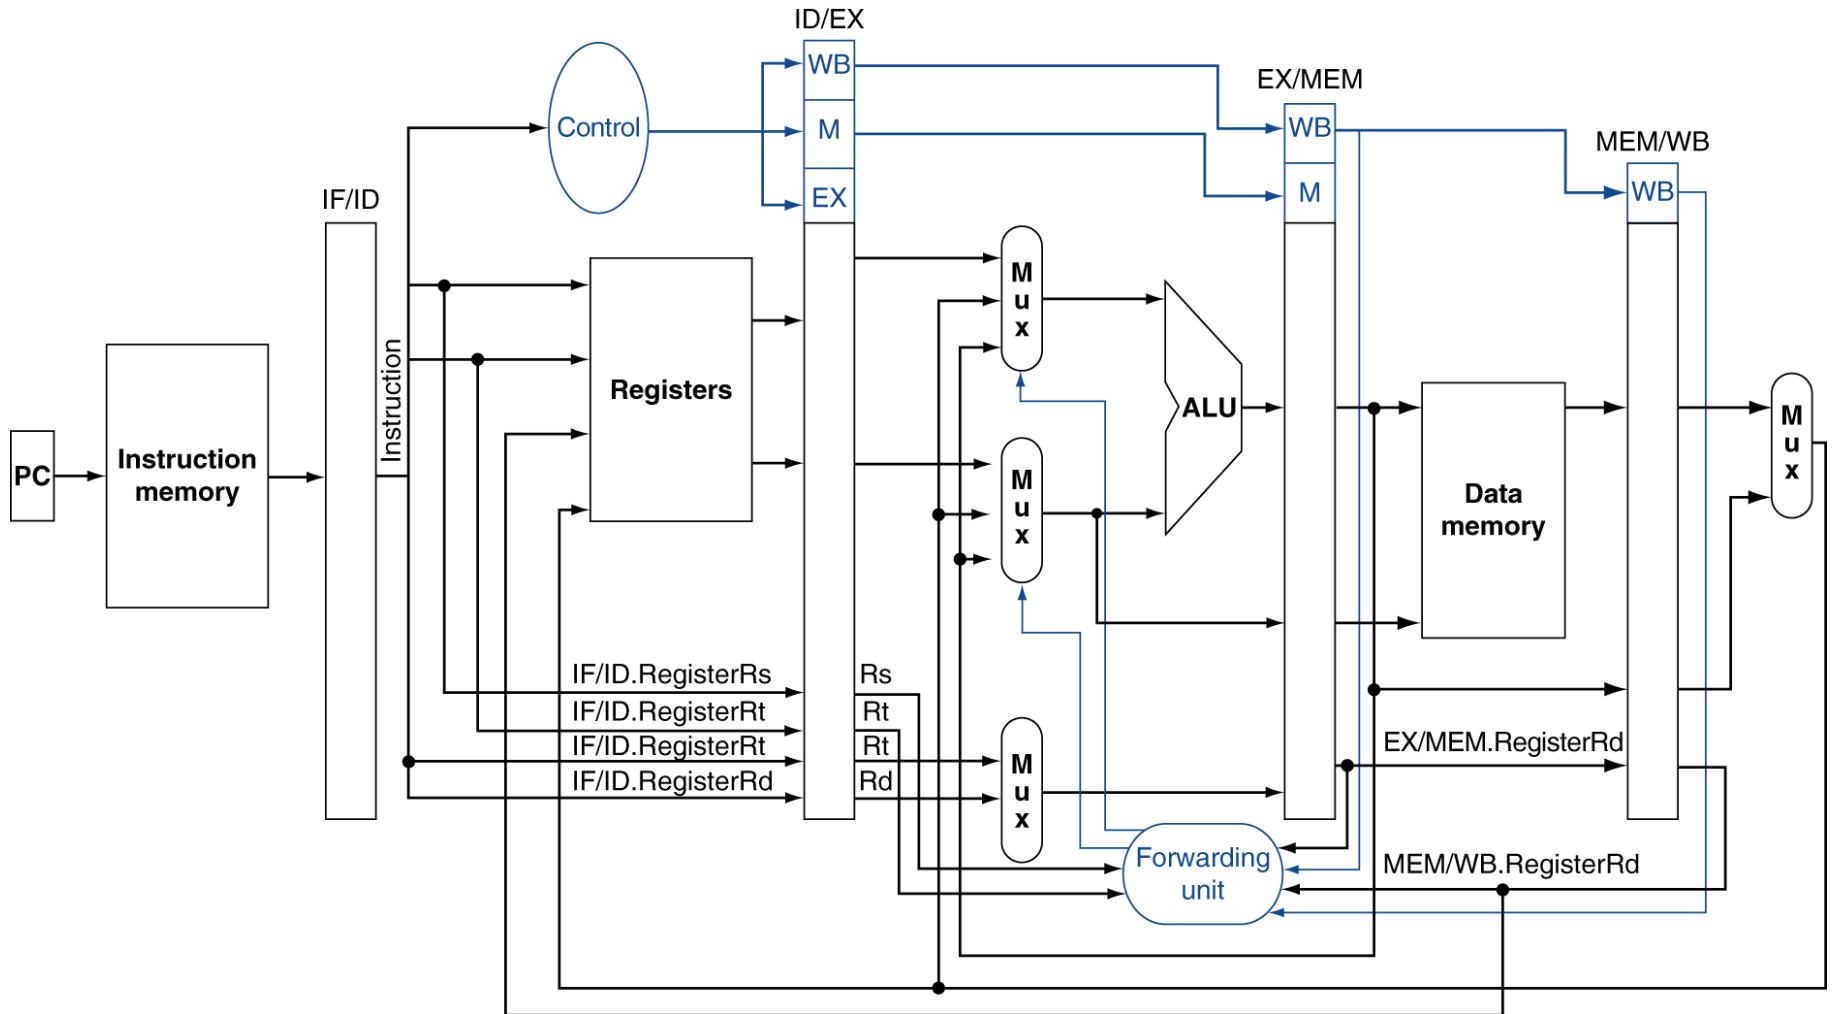 ID/EX
WB
EX/MEM
Control
M
WB
MEM/WB
IF/ID
EX
M
WB
M
u
x
Instruction
Registers
ALU
M
u
x
PC
Instruction
memory
M
u
x
Data
memory
IF/ID.RegisterRs
Rs
IF/ID.RegisterRt
Rt
IF/ID.RegisterRt
Rt
EX/MEM.RegisterRd
IF/ID.RegisterRd
Rd
M
u
x
Forwarding
unit
MEM/WB.RegisterRd